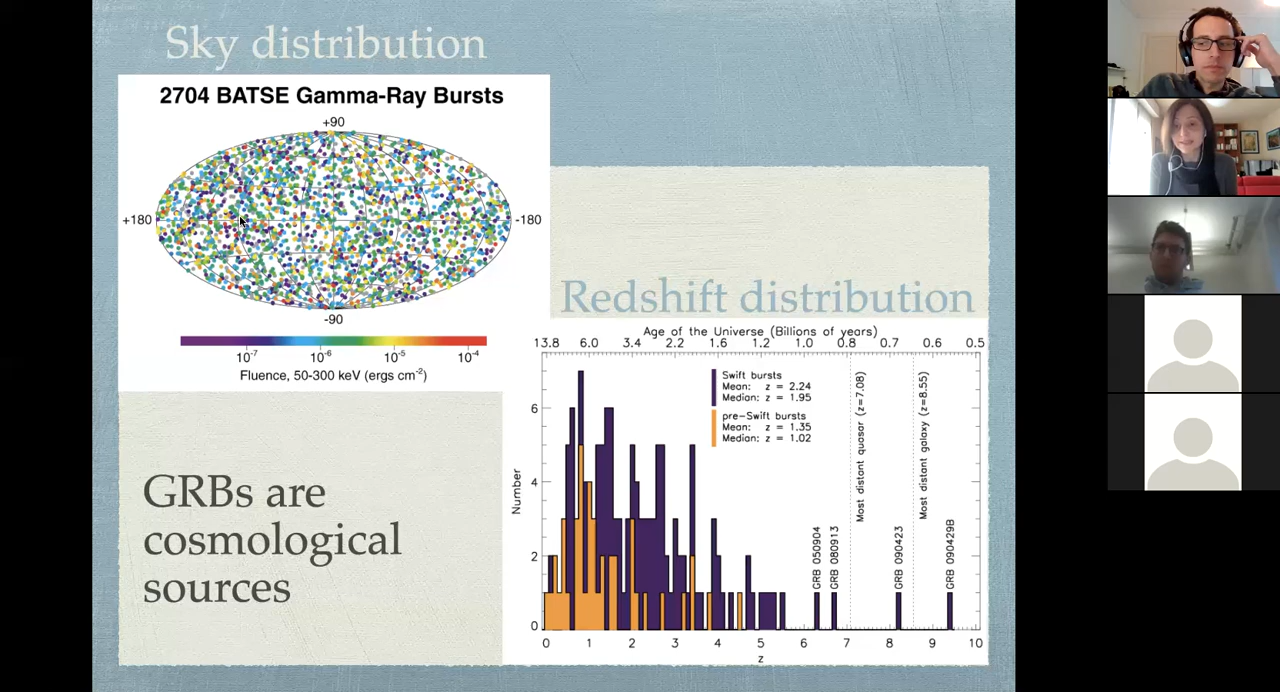 Sky distribution
2704 BATSE Gamma-Ray Bursts
+90
+180
-180
-90
10-7 10-6 10-5 10-4
Fluence, 50-300 keV (ergs cm-2)
GRBs are
cosmological
sources
Redshift distribution
Age of the Universe (Billions of years)
13.8 6.0 3.4 2.2 1.6 1.2 1.0 0.8 0.7 0.6 0.5
Swift bursts
Mean: z = 2.24
Median: z = 1.95
pre-Swift bursts
Mean: z = 1.35
Median: z = 1.02
Most distant quasar (z=7.08)
Most distant galaxy (z=8.55)
GRB 050904
GRB 080913
GRB 090423
GRB 090429B
Number
6
4
2
0
0 1 2 3 4 5 6 7 8 9 10
z